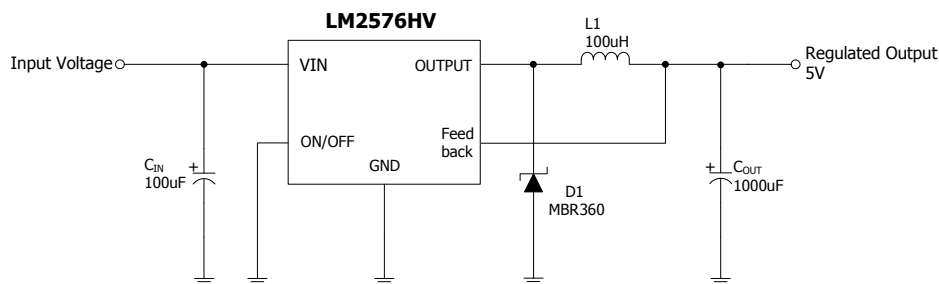 LM2576HV
L1
100uH
Input Voltage
VIN
OUTPUT
Regulated Output
5V
ON/OFF
Feed
back
GND
CIN
100uF
+
D1
MBR360
+
COUT
1000uF